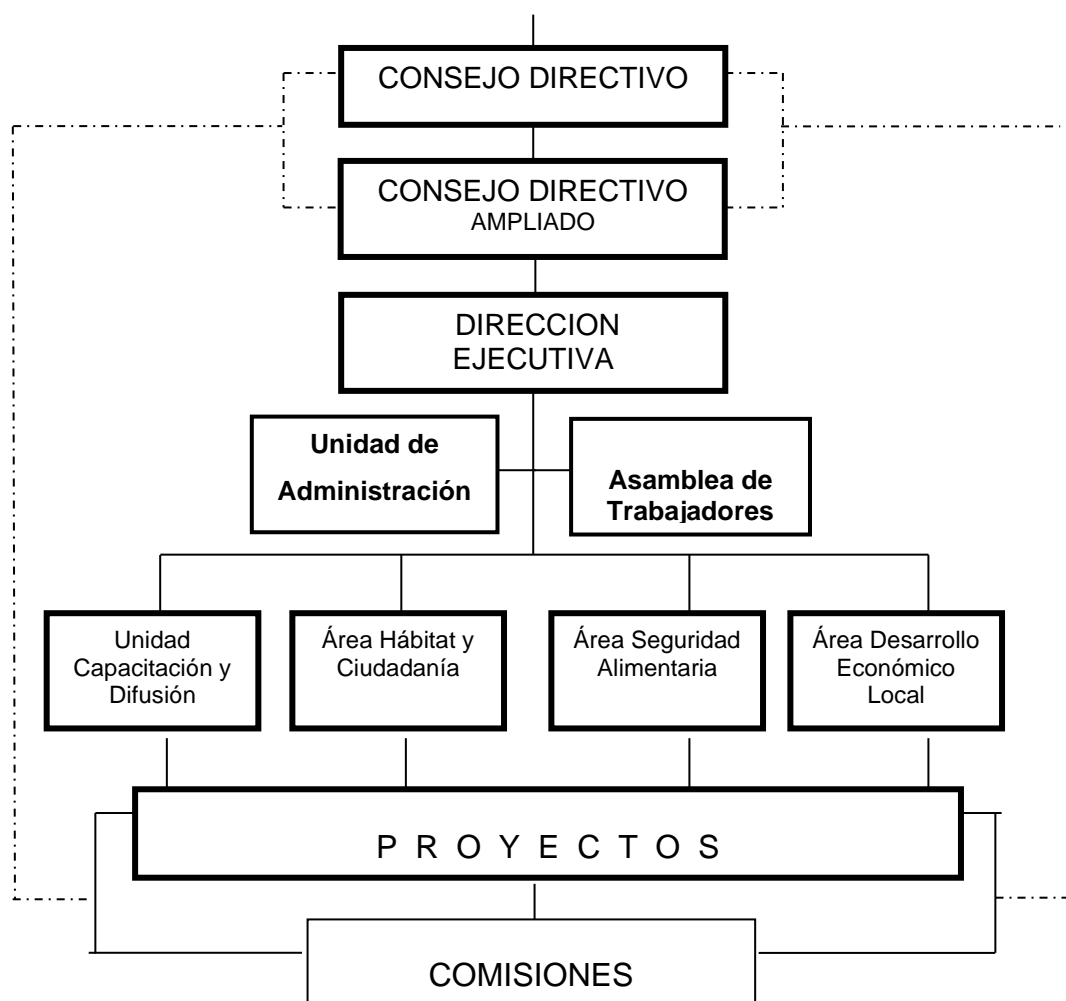 CONSEJO DIRECTIVO
CONSEJO DIRECTIVO
AMPLIADO
DIRECCION
EJECUTIVA
Unidad de
Administración
Asamblea de
Trabajadores
Unidad
Capacitación y
Difusión
Área Hábitat y
Ciudadanía
Área Seguridad
Alimentaria
Área Desarrollo
Económico
Local
P R O Y E C T O S
COMISIONES